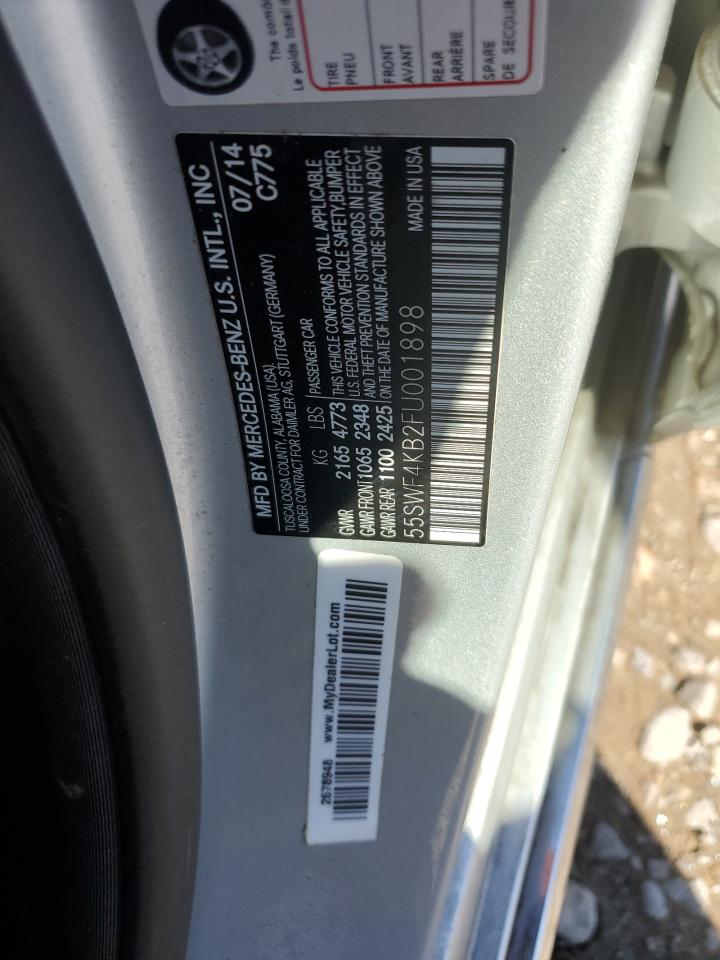 The combi
Le poids total d
TIRE
PNEU
FRONT
AVANT
REAR
ARRIÈRE
SPARE
DE SECOUR
MFD BY MERCEDES-BENZ U.S. INTL., INC
TUSCALOOSA COUNTY, ALABAMA (USA)
UNDER CONTRACT FOR DAIMLER AG, STUTTGART (GERMANY)
07/14
C775
KG LBS PASSENGER CAR
GVWR 2165 4773 THIS VEHICLE CONFORMS TO ALL APPLICABLE
U.S. FEDERAL MOTOR VEHICLE SAFETY, BUMPER
GAWR FRONT 1065 2348 AND THEFT PREVENTION STANDARDS IN EFFECT
GAWR REAR 1100 2425 ON THE DATE OF MANUFACTURE SHOWN ABOVE
55SWF4KB2FU001898 MADE IN USA
2678948 www.MyDealerLot.com